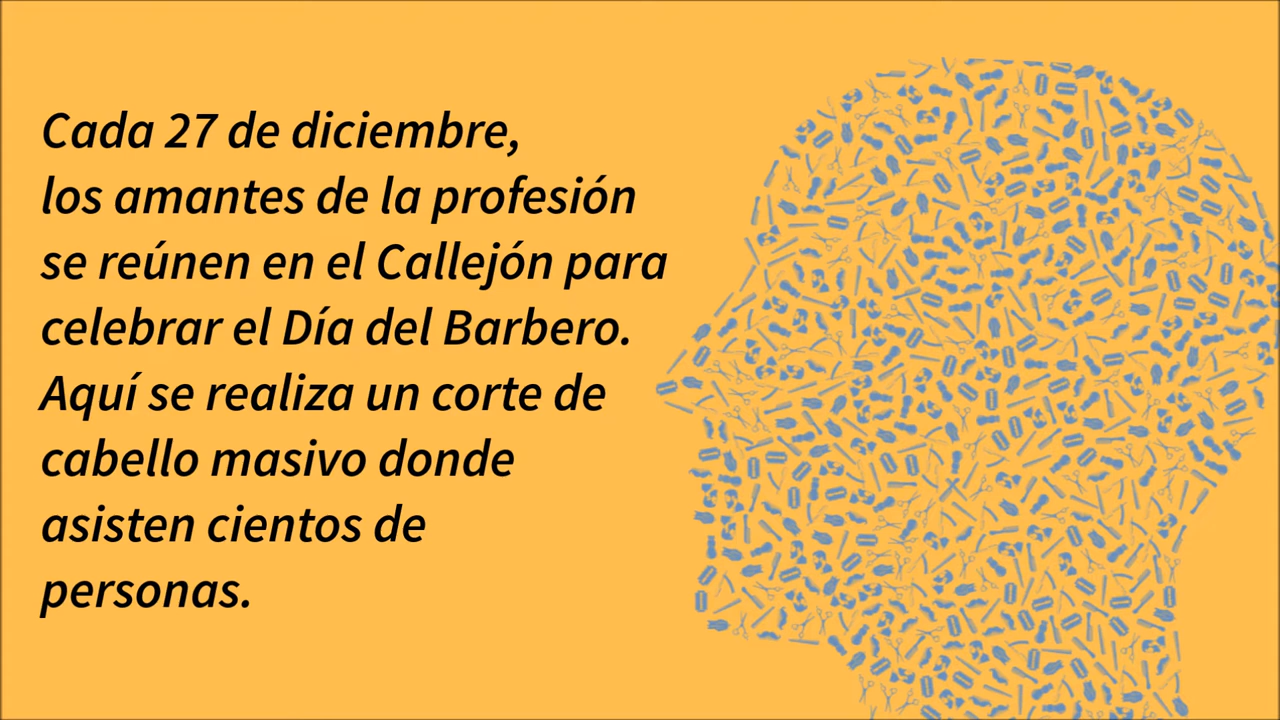 Cada 27 de diciembre,
los amantes de la profesión
se reúnen en el Callejón para
celebrar el Día del Barbero.
Aquí se realiza un corte de
cabello masivo donde
asisten cientos de
personas.